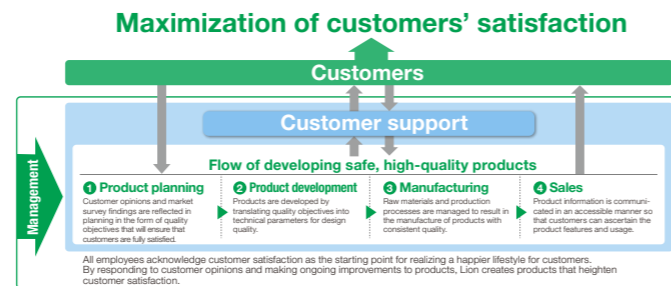 Maximization of customers' satisfaction
Customers
Customer support
Management
Flow of developing safe, high-quality products
1 Product planning
Customer opinions and market
survey findings are reflected in
planning in the form of quality
objectives that will ensure that
customers are fully satisfied.
2 Product development
Products are developed by
translating quality objectives into
technical parameters for design
quality.
3 Manufacturing
Raw materials and production
processes are managed to result in
the manufacture of products with
consistent quality.
4 Sales
Product information is communi-
cated in an accessible manner so
that customers can ascertain the
product features and usage.
All employees acknowledge customer satisfaction as the starting point for realizing a happier lifestyle for customers.
By responding to customer opinions and making ongoing improvements to products, Lion creates products that heighten
customer satisfaction.